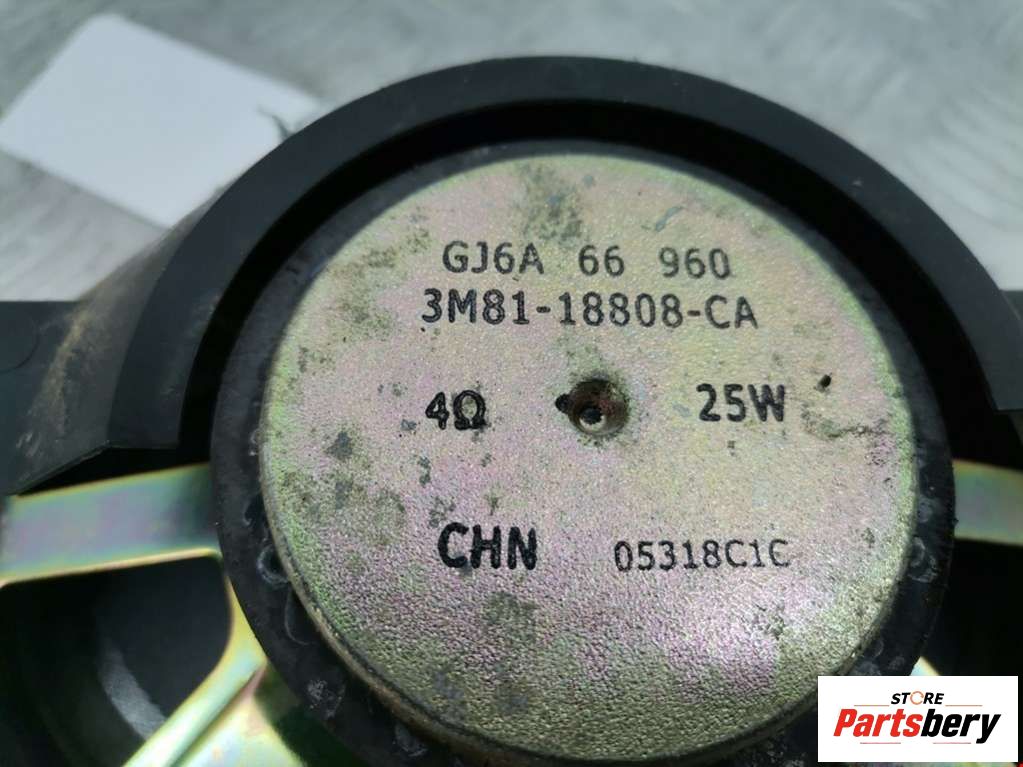 GJ6A 66 960
3M81-18808-CA
4Ω 25W
CHN 05318C1C
STORE
Partsbery